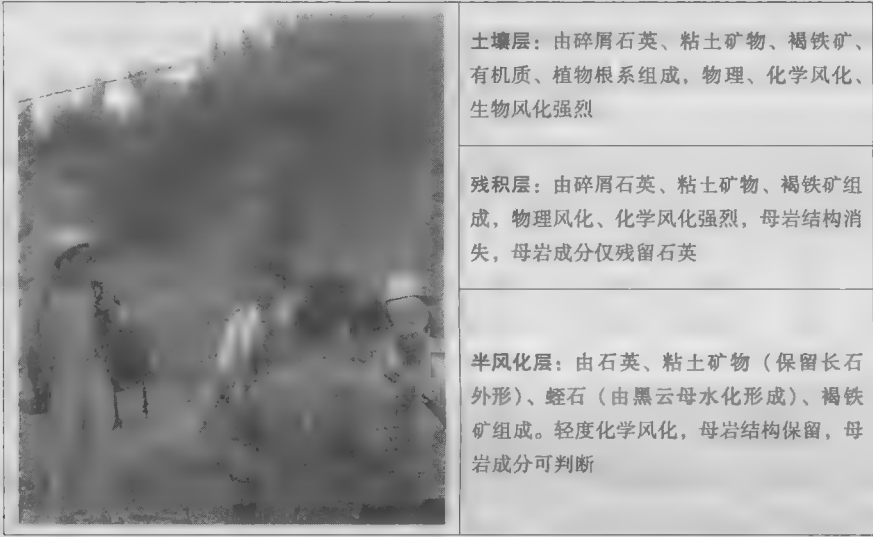 土壤层：由碎屑石英、粘土矿物、褐铁矿、
有机质、植物根系组成，物理、化学风化、
生物风化强烈
残积层：由碎屑石英、粘土矿物、褐铁矿组
成，物理风化、化学风化强烈，母岩结构消
失，母岩成分仅残留石英
半风化层：由石英、粘土矿物（保留长石
外形）、蛭石（由黑云母水化形成）、褐铁
矿组成。轻度化学风化，母岩结构保留，母
岩成分可判断